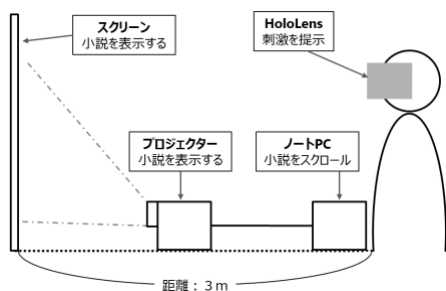 スクリーン
小説を表示する
HoloLens
刺激を提示
プロジェクター
小説を表示する
ノートPC
小説をスクロール
距離：3ｍ